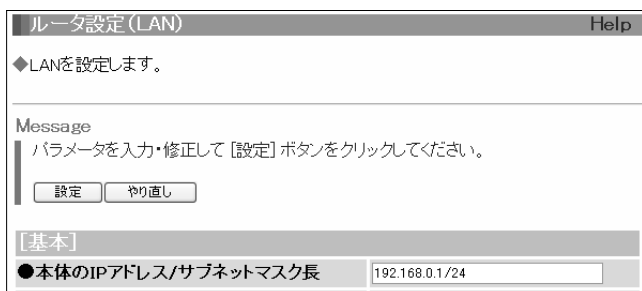 ルータ設定(LAN) Help
◆LANを設定します。
Message
パラメータを入力・修正して [設定] ボタンをクリックしてください。
設定 やり直し
[基本]
●本体のIPアドレス/サブネットマスク長 192.168.0.1/24